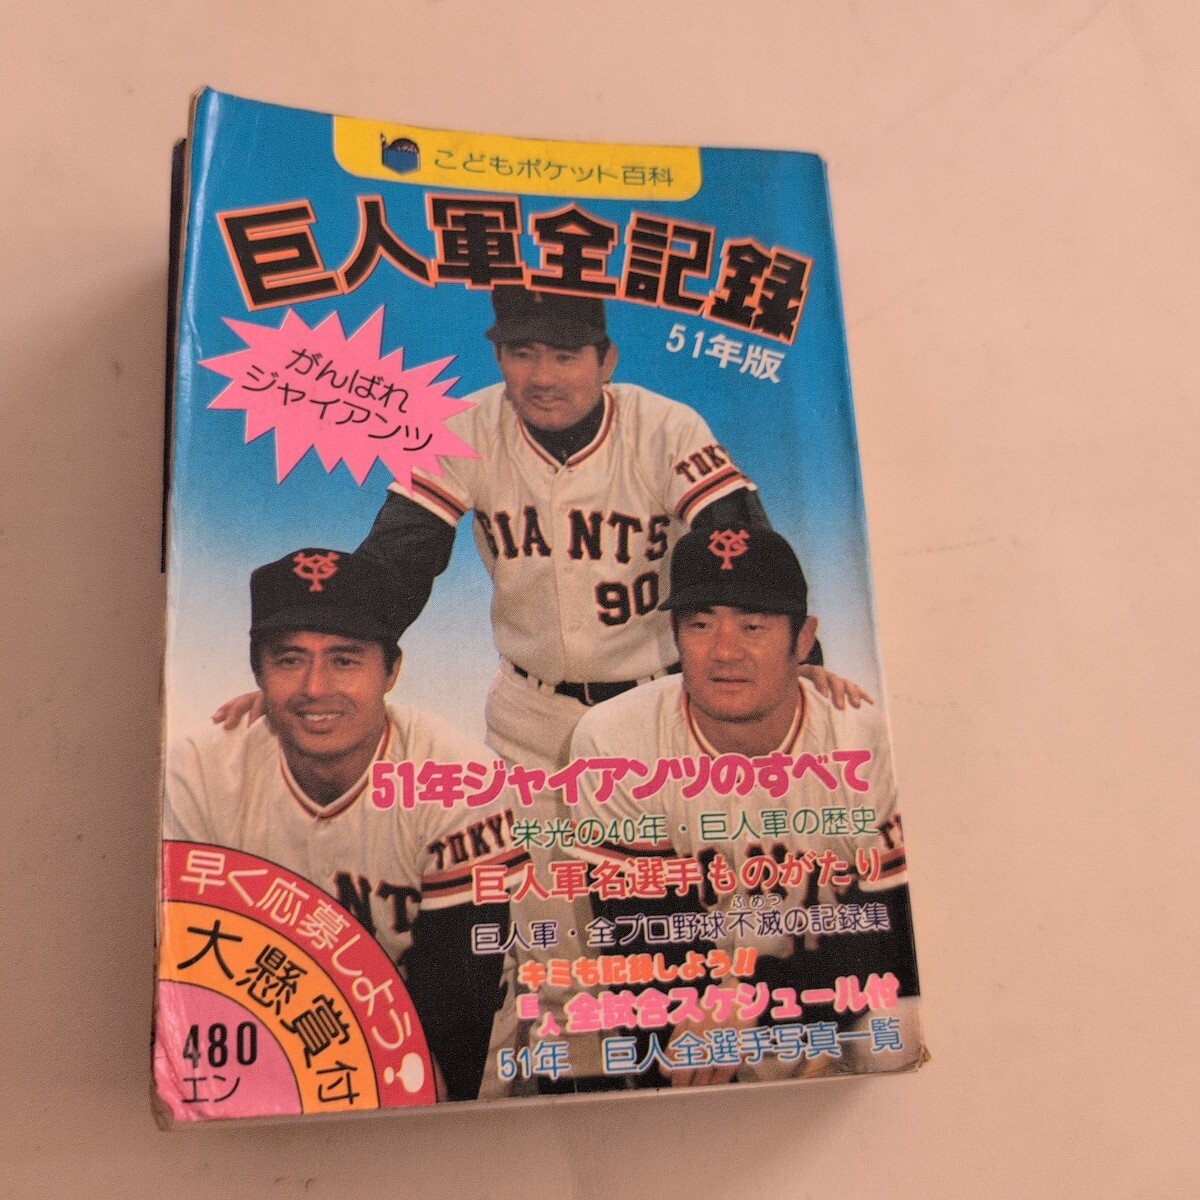 こどもポケット百科
巨人軍全記録
51年版
がんばれ
ジャイアンツ
TOKY
GIANTS
90
YG
YG
TOKY
ANT
51年ジャイアンツのすべて
栄光の40年・巨人軍の歴史
巨人軍名選手ものがたり
ふめつ
巨人軍・全プロ野球不滅の記録集
キミも記録しよう!!
巨人全試合スケジュール付
51年 巨人全選手写真一覧
早く応募しよう!
大懸賞付
480
エン